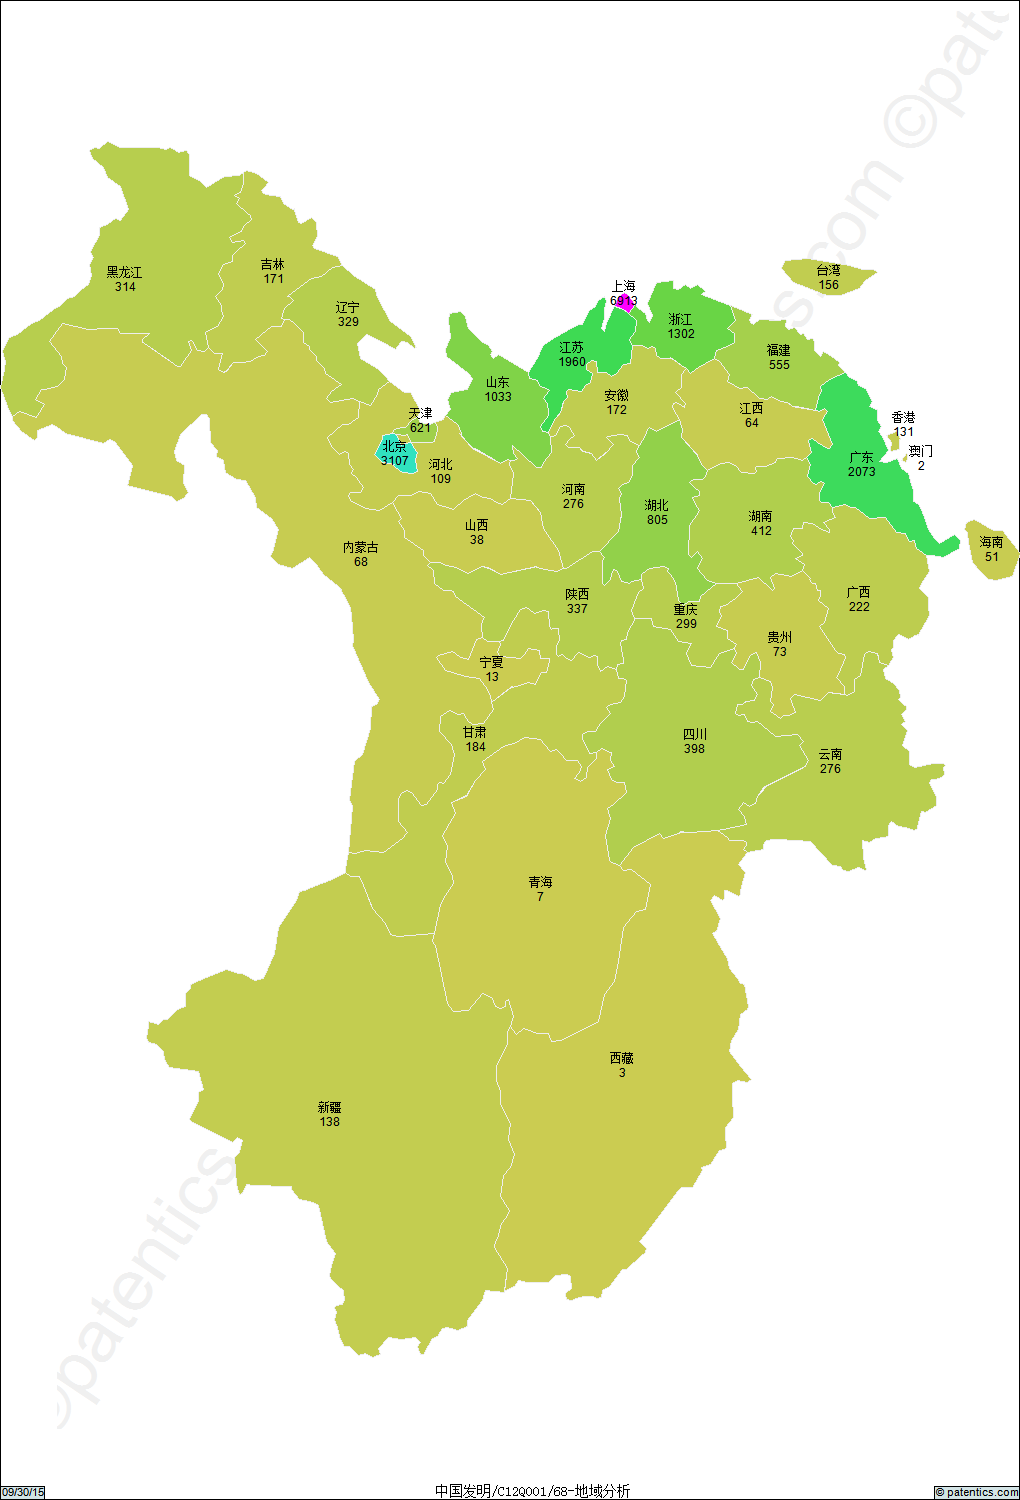 ©patentics.com ©pate
黑龙江
314
吉林
171
辽宁
329
台湾
156
上海
6913
浙江
1302
江苏
1960
福建
555
山东
1033
安徽
172
江西
64
天津
621
香港
131
澳门
2
北京
3107
河北
109
广东
2073
河南
276
湖北
805
湖南
412
山西
38
海南
51
内蒙古
68
陕西
337
重庆
299
广西
222
贵州
73
宁夏
13
甘肃
184
四川
398
云南
276
青海
7
西藏
3
新疆
138
09/30/15
中国发明/C12Q001/68-地域分析
© patentics.com